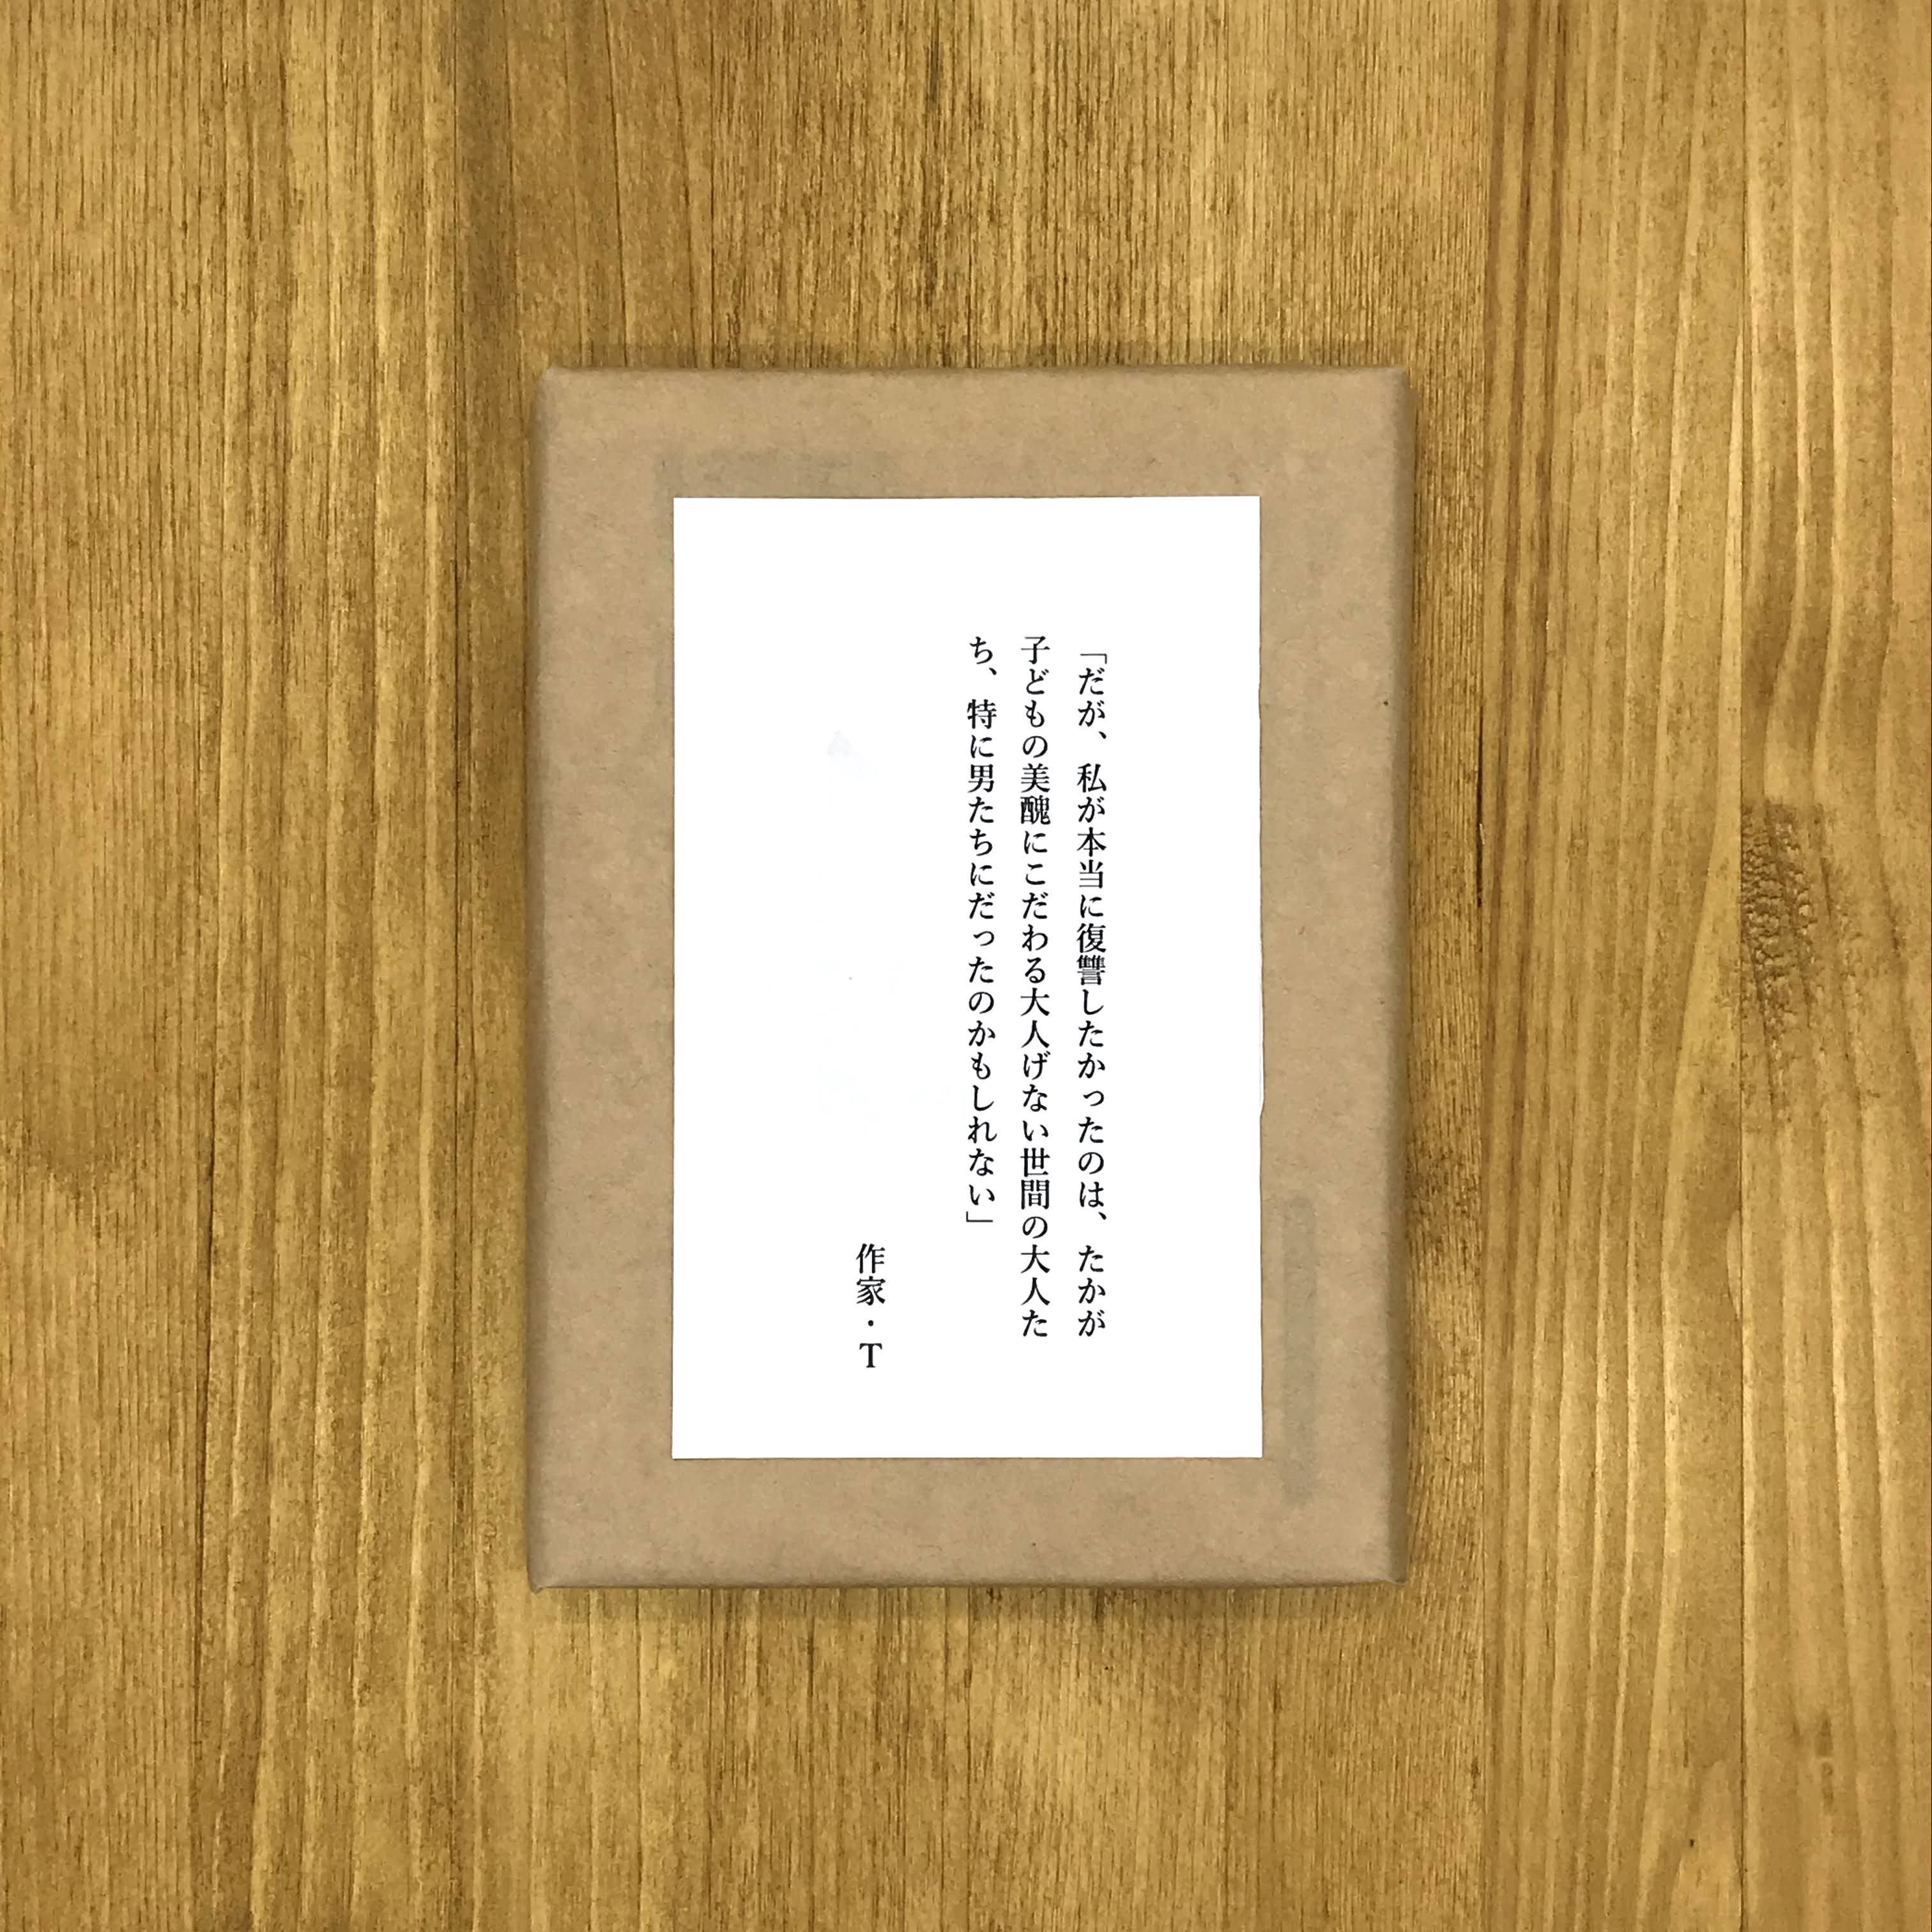 「だが、私が本当に復讐したかったのは、たかが
子どもの美醜にこだわる大人げない世間の大人た
ち、特に男たちにだったのかもしれない」
作家・T